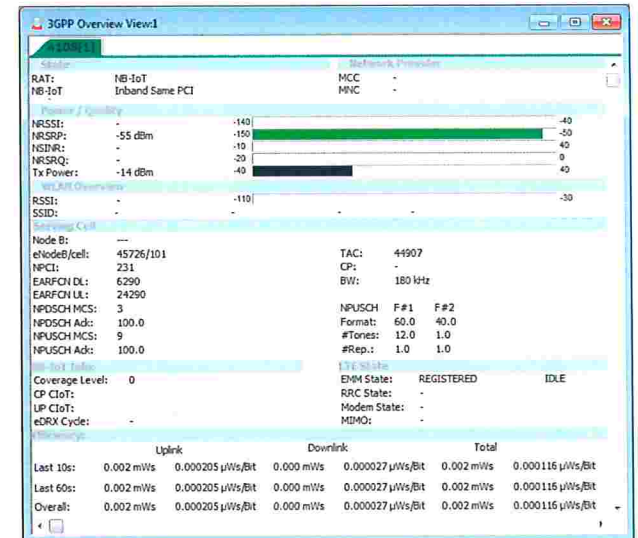 3GPP Overview View:1
A108[1]
State: Network Provider
RAT: NB-IoT MCC -
NB-IoT Inband Same PCI MNC -
Power / Quality
NRSSI: - -140 -40
NRSRP: -55 dBm -150 -50
NSINR: - -10 40
NRSRQ: - -20 0
Tx Power: -14 dBm -40 40
WLAN Overview
RSSI: - -110 -30
SSID: - - - -
Serving Cell
Node B: ---
eNodeB/cell: 45726/101 TAC: 44907
NPCI: 231 CP: -
EARFCN DL: 6290 BW: 180 kHz
EARFCN UL: 24290
NPDSCH MCS: 3 NPUSCH F#1 F#2
NPDSCH Ack: 100.0 Format: 60.0 40.0
NPUSCH MCS: 9 #Tones: 12.0 1.0
NPUSCH Ack: 100.0 #Rep.: 1.0 1.0
NB-IoT Info: LTE State
Coverage Level: 0 EMM State: REGISTERED IDLE
CP CIoT: RRC State: -
UP CIoT: Modem State: -
eDRX Cycle: - MIMO: -
Efficiency:
Uplink Downlink Total
Last 10s: 0.002 mWs 0.000205 µWs/Bit 0.000 mWs 0.000027 µWs/Bit 0.002 mWs 0.000116 µWs/Bit
Last 60s: 0.002 mWs 0.000205 µWs/Bit 0.000 mWs 0.000027 µWs/Bit 0.002 mWs 0.000116 µWs/Bit
Overall: 0.002 mWs 0.000205 µWs/Bit 0.000 mWs 0.000027 µWs/Bit 0.002 mWs 0.000116 µWs/Bit